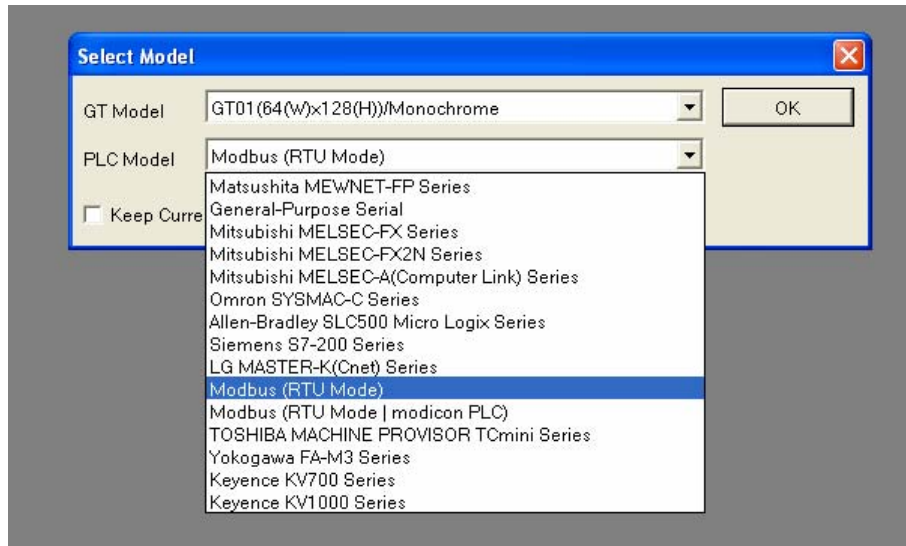 Select Model
GT Model GT01(64(W)x128(H))/Monochrome OK
PLC Model Modbus (RTU Mode)
Matsushita MEWNET-FP Series
Keep Curre General-Purpose Serial
Mitsubishi MELSEC-FX Series
Mitsubishi MELSEC-FX2N Series
Mitsubishi MELSEC-A(Computer Link) Series
Omron SYSMAC-C Series
Allen-Bradley SLC500 Micro Logix Series
Siemens S7-200 Series
LG MASTER-K(Cnet) Series
Modbus (RTU Mode)
Modbus (RTU Mode | modicon PLC)
TOSHIBA MACHINE PROVISOR TCmini Series
Yokogawa FA-M3 Series
Keyence KV700 Series
Keyence KV1000 Series